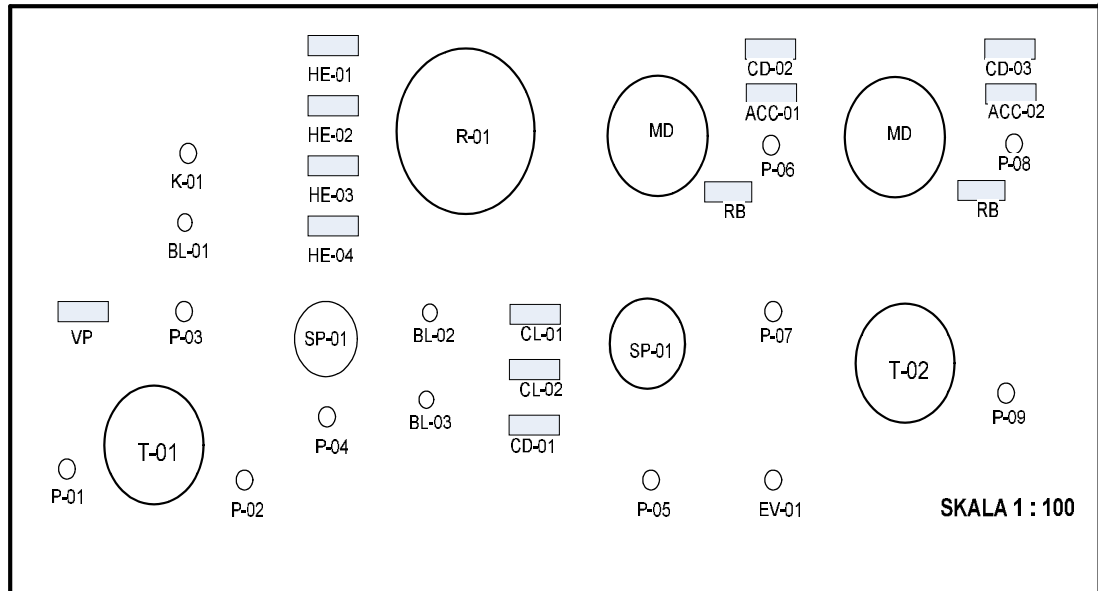 HE-01
HE-02
HE-03
HE-04
K-01
BL-01
R-01
MD
CD-02
ACC-01
P-06
RB
MD
CD-03
ACC-02
P-08
RB
VP
P-03
SP-01
BL-02
CL-01
SP-01
P-07
T-02
CL-02
P-09
T-01
P-04
BL-03
CD-01
P-01
P-02
P-05
EV-01
SKALA 1 : 100